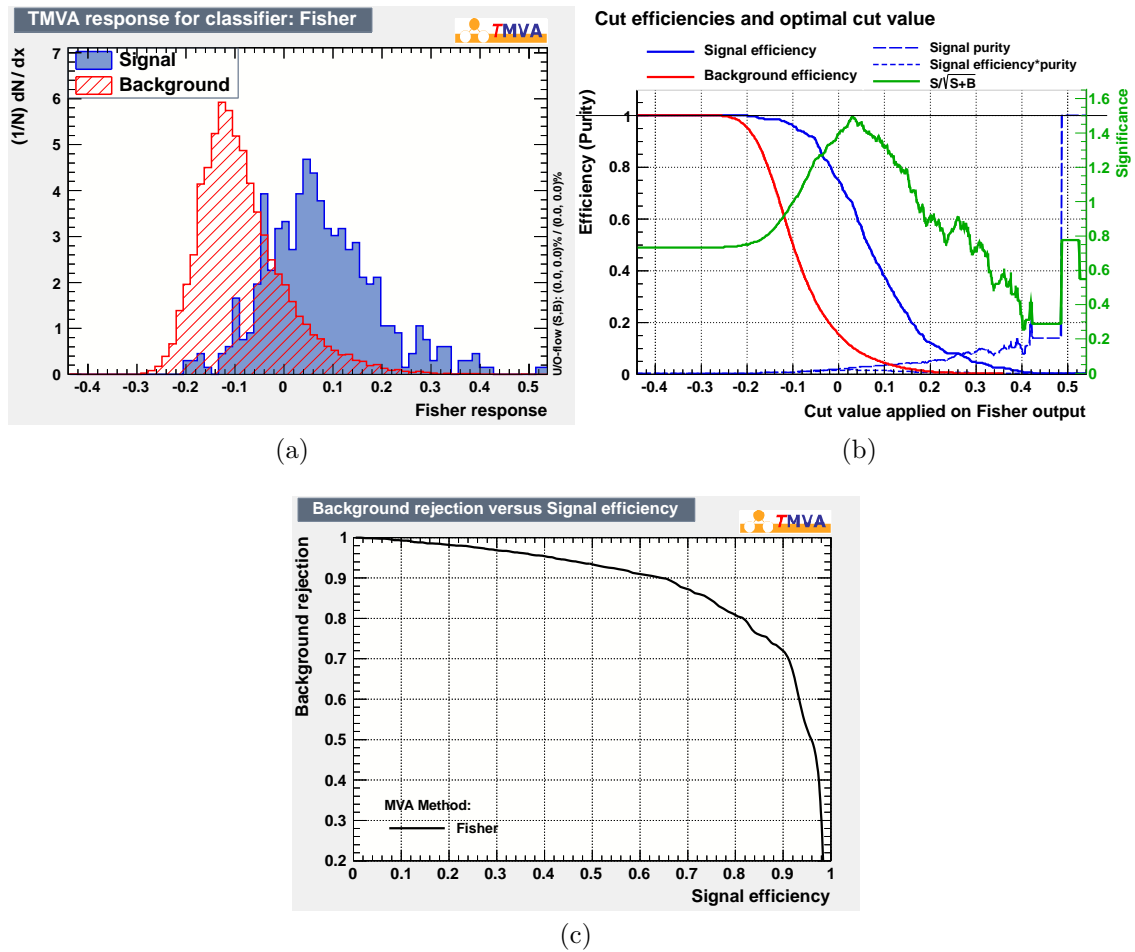 TMVA response for classifier: Fisher
TMVA
Signal
Background
(1/N) dN / dx
7
6
5
4
3
2
1
0
-0.4 -0.3 -0.2 -0.1 0 0.1 0.2 0.3 0.4 0.5
Fisher response
U/O-flow (S,B): (0.0, 0.0)% / (0.0, 0.0)%
(a)
Cut efficiencies and optimal cut value
Signal efficiency
Background efficiency
Signal purity
Signal efficiency*purity
S/√S+B
Efficiency (Purity)
1
0.8
0.6
0.4
0.2
0
-0.4 -0.3 -0.2 -0.1 0 0.1 0.2 0.3 0.4 0.5
Cut value applied on Fisher output
Significance
1.6
1.4
1.2
1
0.8
0.6
0.4
0.2
0
(b)
Background rejection versus Signal efficiency
TMVA
Background rejection
1
0.9
0.8
0.7
0.6
0.5
0.4
0.3
0.2
MVA Method:
Fisher
0 0.1 0.2 0.3 0.4 0.5 0.6 0.7 0.8 0.9 1
Signal efficiency
(c)